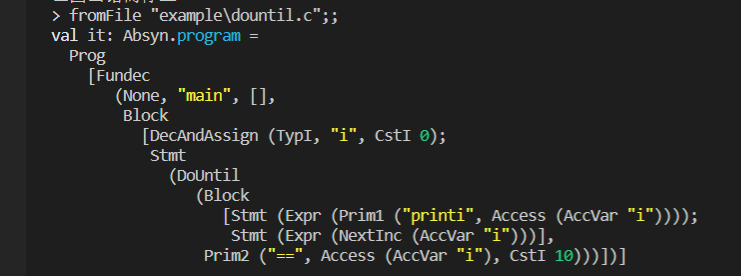 > fromFile "example\dountil.c";;
val it: Absyn.program =
  Prog
    [Fundec
       (None, "main", [],
        Block
          [DecAndAssign (TypI, "i", CstI 0);
           Stmt
             (DoUntil
                (Block
                   [Stmt (Expr (Prim1 ("printi", Access (AccVar "i"))));
                    Stmt (Expr (NextInc (AccVar "i")))],
                 Prim2 ("==", Access (AccVar "i"), CstI 10)))])]